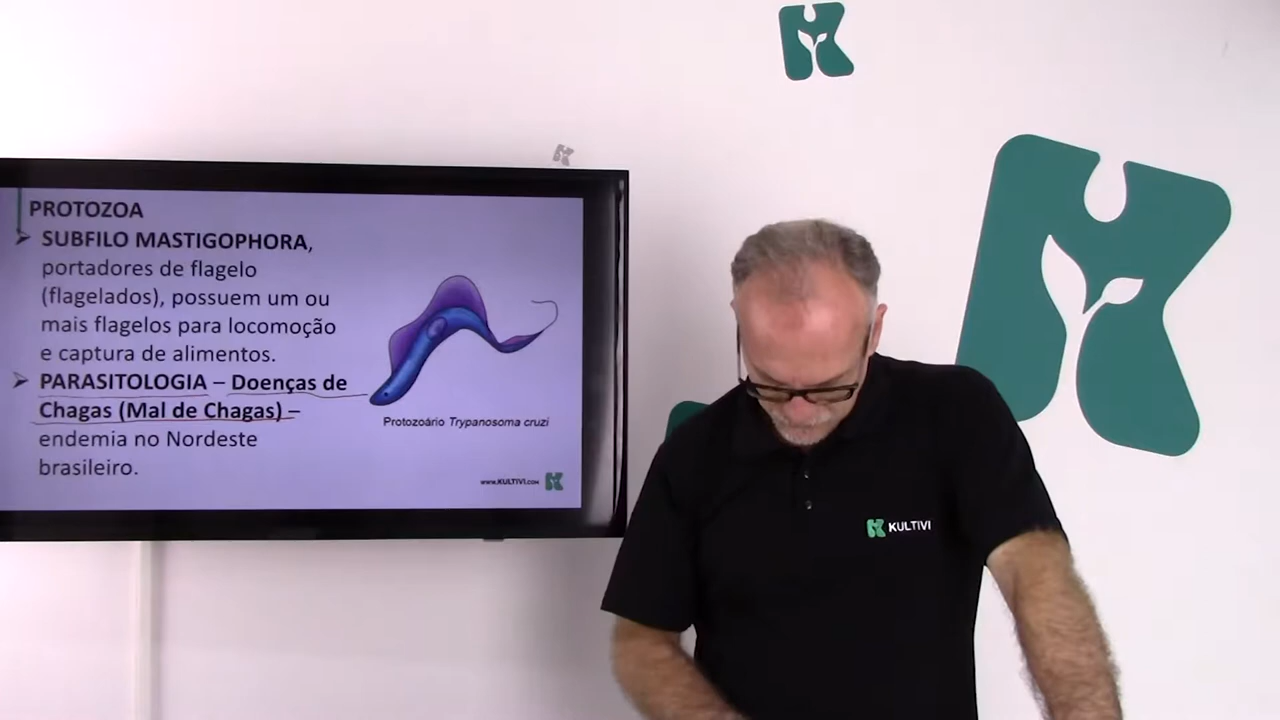 PROTOZOA
➢ SUBFILO MASTIGOPHORA,
portadores de flagelo
(flagelados), possuem um ou
mais flagelos para locomoção
e captura de alimentos.
➢ PARASITOLOGIA – Doenças de
Chagas (Mal de Chagas) –
endemia no Nordeste
brasileiro.
Protozoário Trypanosoma cruzi
www.KULTIVI.com
KULTIVI